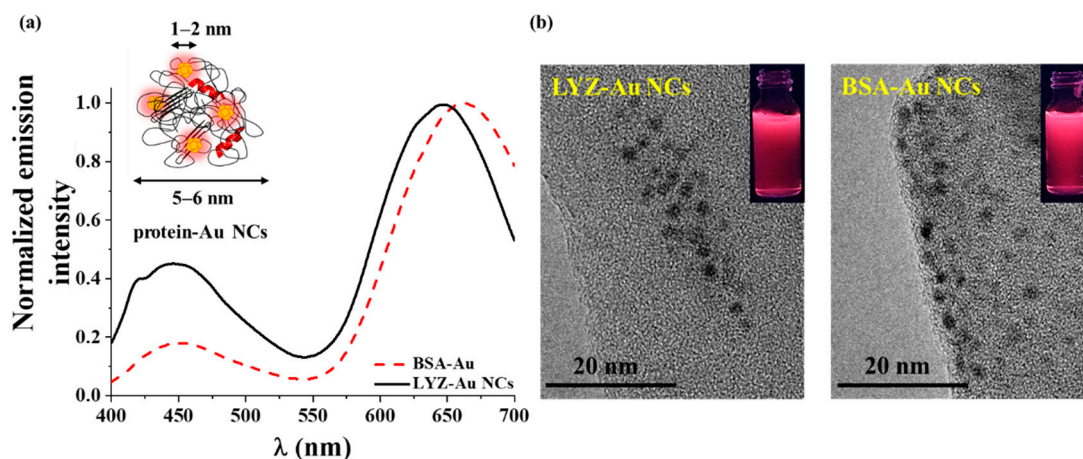 (a)
1–2 nm
5–6 nm
protein-Au NCs
Normalized emission
intensity
1.0
0.8
0.6
0.4
0.2
0.0
BSA-Au
LYZ-Au NCs
400 450 500 550 600 650 700
λ (nm)
(b)
LYZ-Au NCs
20 nm
BSA-Au NCs
20 nm